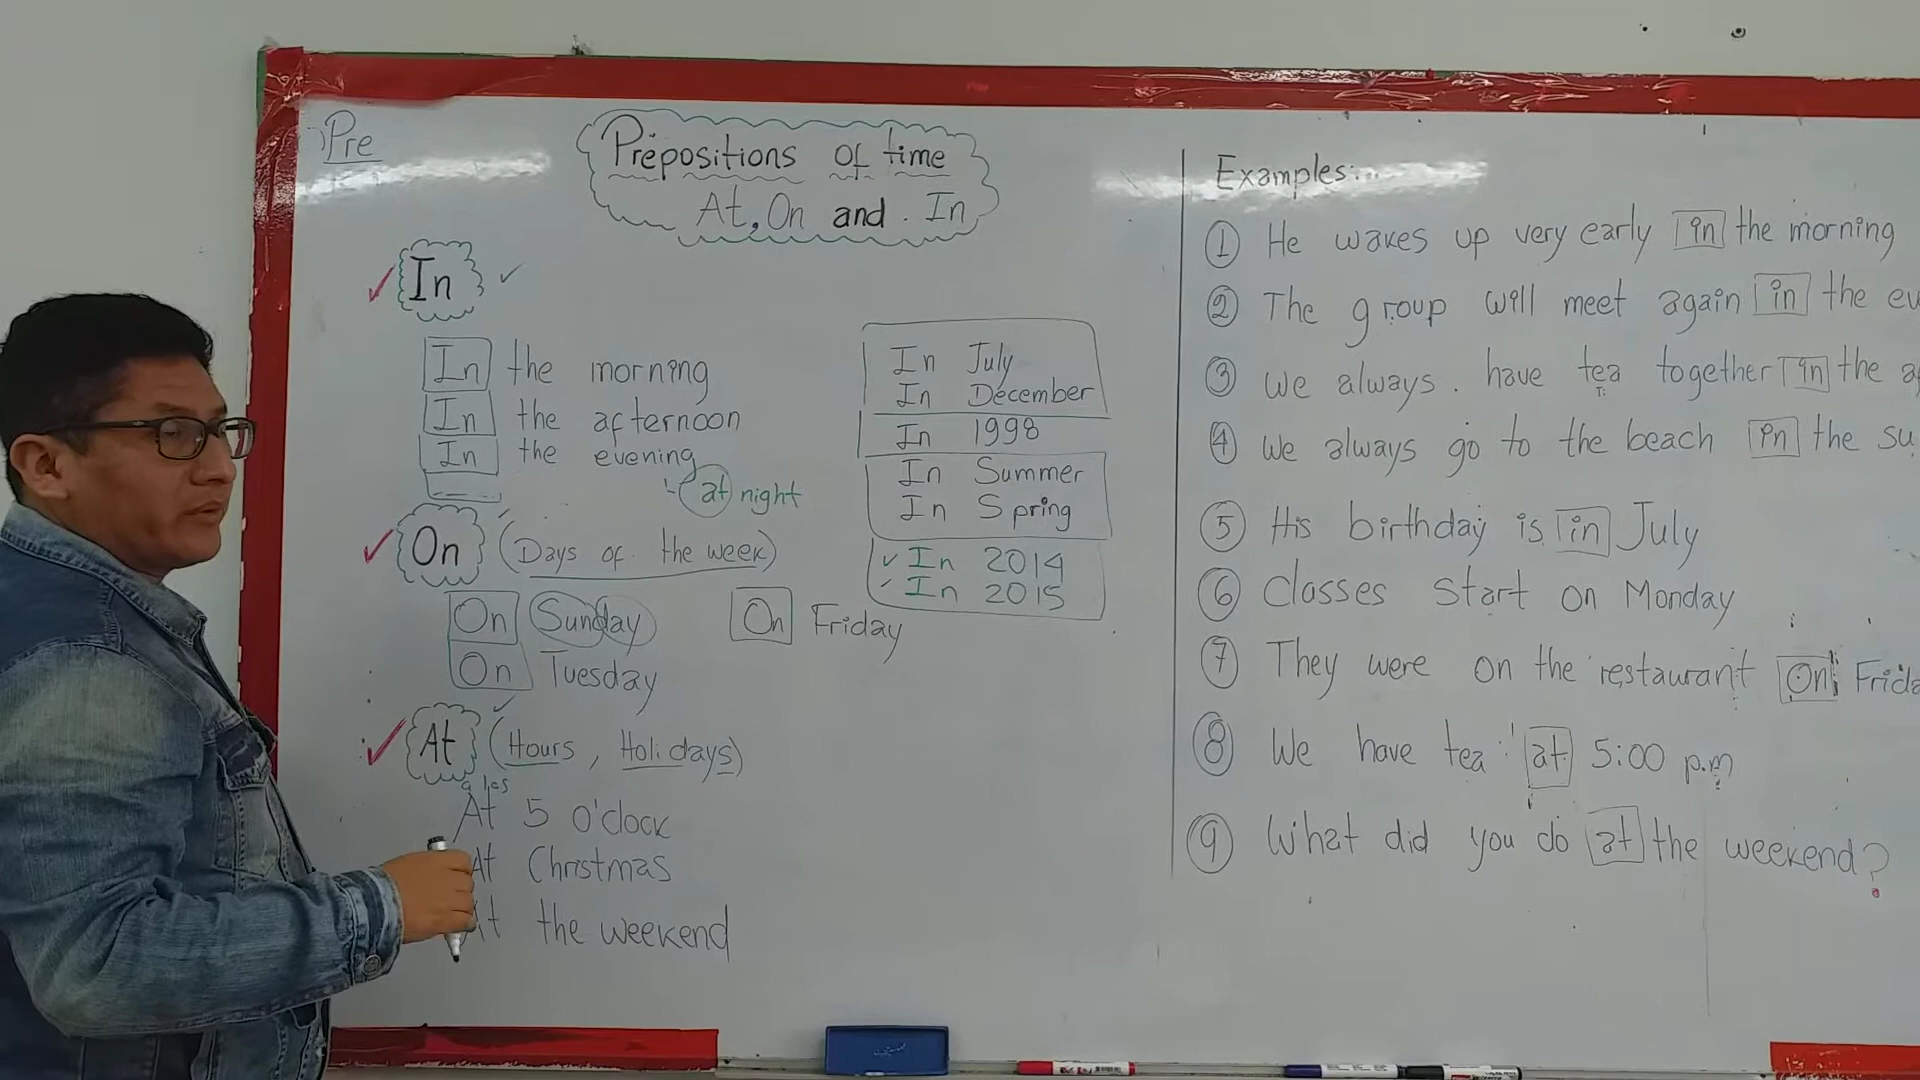 Pre
Prepositions of time
At, On and . In
In
In the morning
In the afternoon
In the evening
at night
In July
In December
In 1998
In Summer
In Spring
In 2014
In 2015
On (Days of the week)
On Sunday
On Friday
On Tuesday
At (Hours, Holidays)
a las
At 5 o'clock
At Christmas
At the weekend
Examples:...
① He wakes up very early in the morning
② The group will meet again in the ev
③ we always . have tea together in the a
④ we always go to the beach in the su
⑤ His birthday is in July
⑥ Classes start on Monday
⑦ They were on the restaurant On Frida
⑧ We have tea at 5:00 p.m
⑨ What did you do at the weekend?